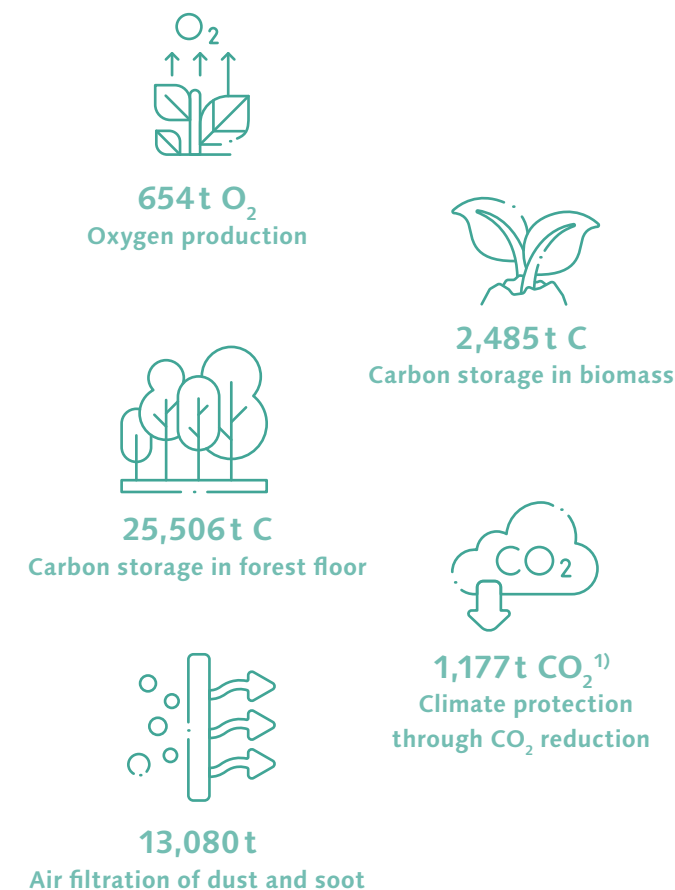 O2
654 t O2
Oxygen production
2,485 t C
Carbon storage in biomass
25,506 t C
Carbon storage in forest floor
CO2
1,177 t CO2 1)
Climate protection
through CO2 reduction
13,080 t
Air filtration of dust and soot